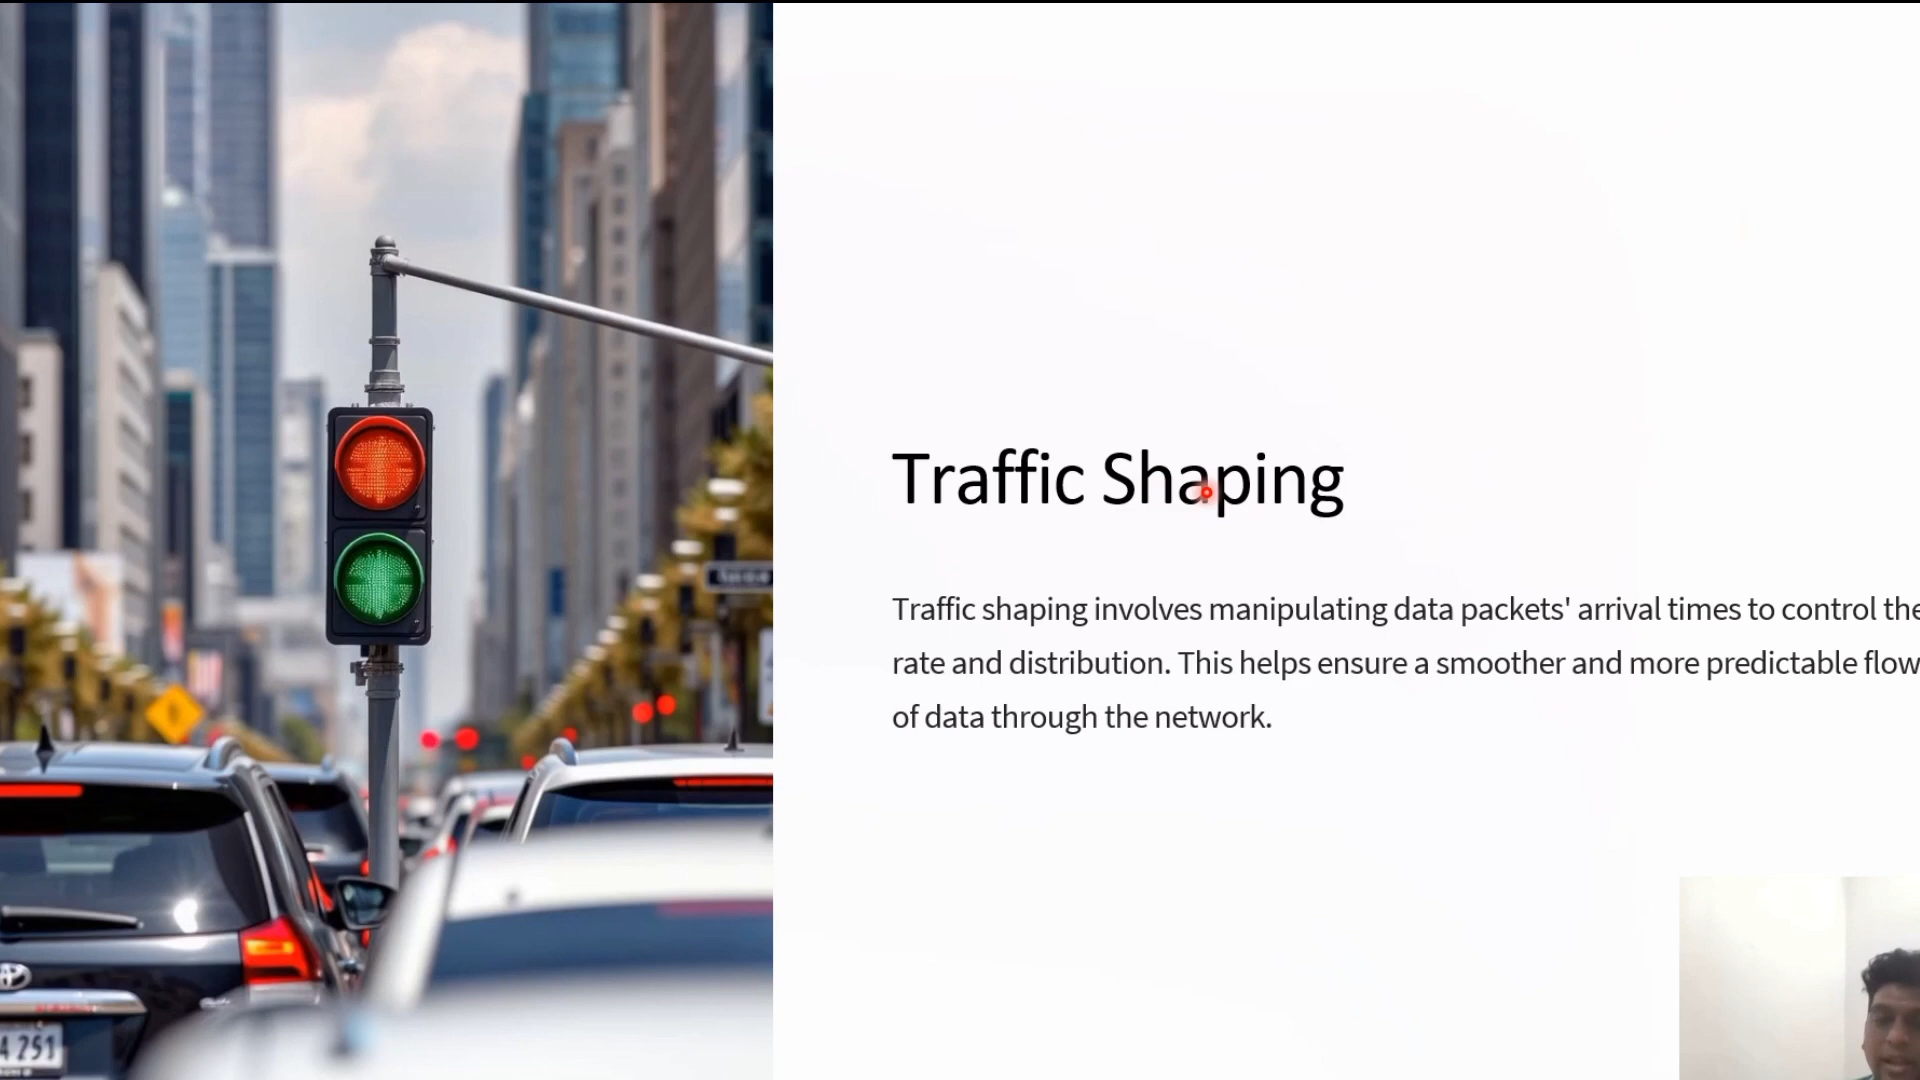 Traffic Shaping
Traffic shaping involves manipulating data packets' arrival times to control the
rate and distribution. This helps ensure a smoother and more predictable flow
of data through the network.
251